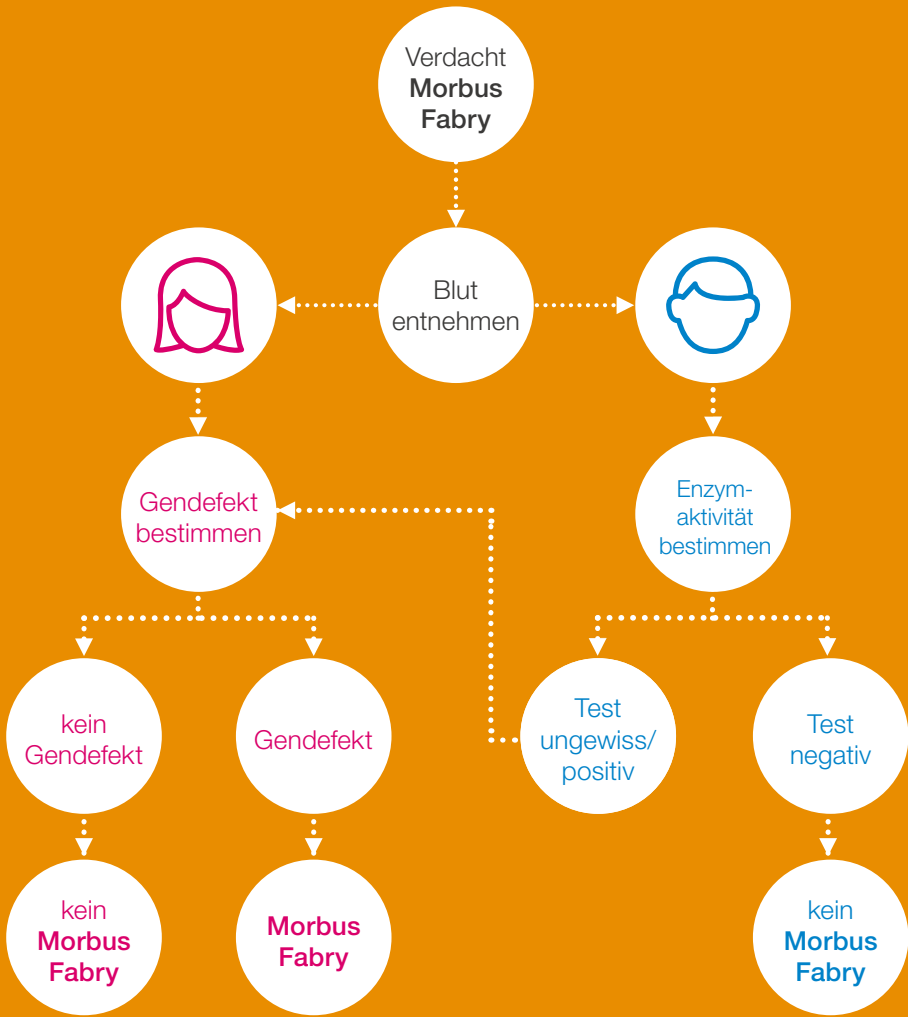 Verdacht
Morbus
Fabry
Blut
entnehmen
Gendefekt
bestimmen
Enzym-
aktivität
bestimmen
kein
Gendefekt
Gendefekt
Test
ungewiss/
positiv
Test
negativ
kein
Morbus
Fabry
Morbus
Fabry
kein
Morbus
Fabry